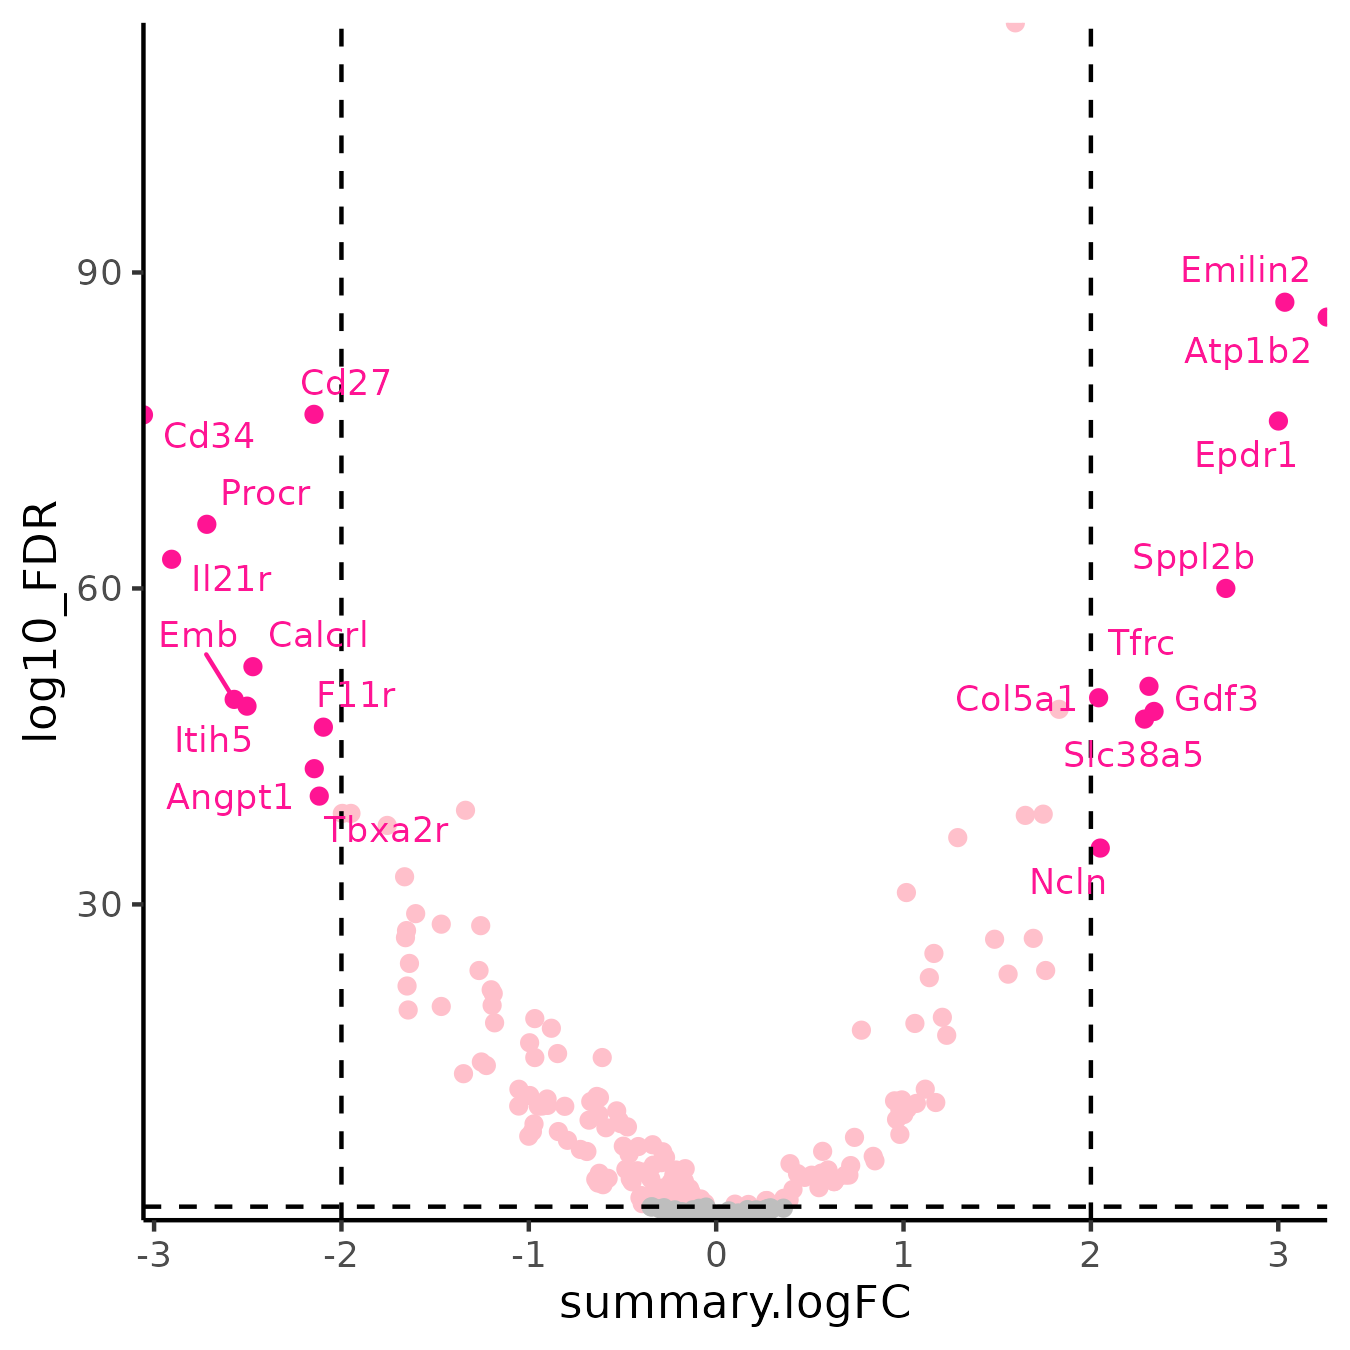 90
60
30
log10_FDR
Emilin2
Atp1b2
Cd27
Cd34
Epdr1
Procr
Sppl2b
Il21r
Emb
Calcrl
Tfrc
F11r
Col5a1
Gdf3
Itih5
Slc38a5
Angpt1
Tbxa2r
Ncln
-3
-2
-1
0
1
2
3
summary.logFC